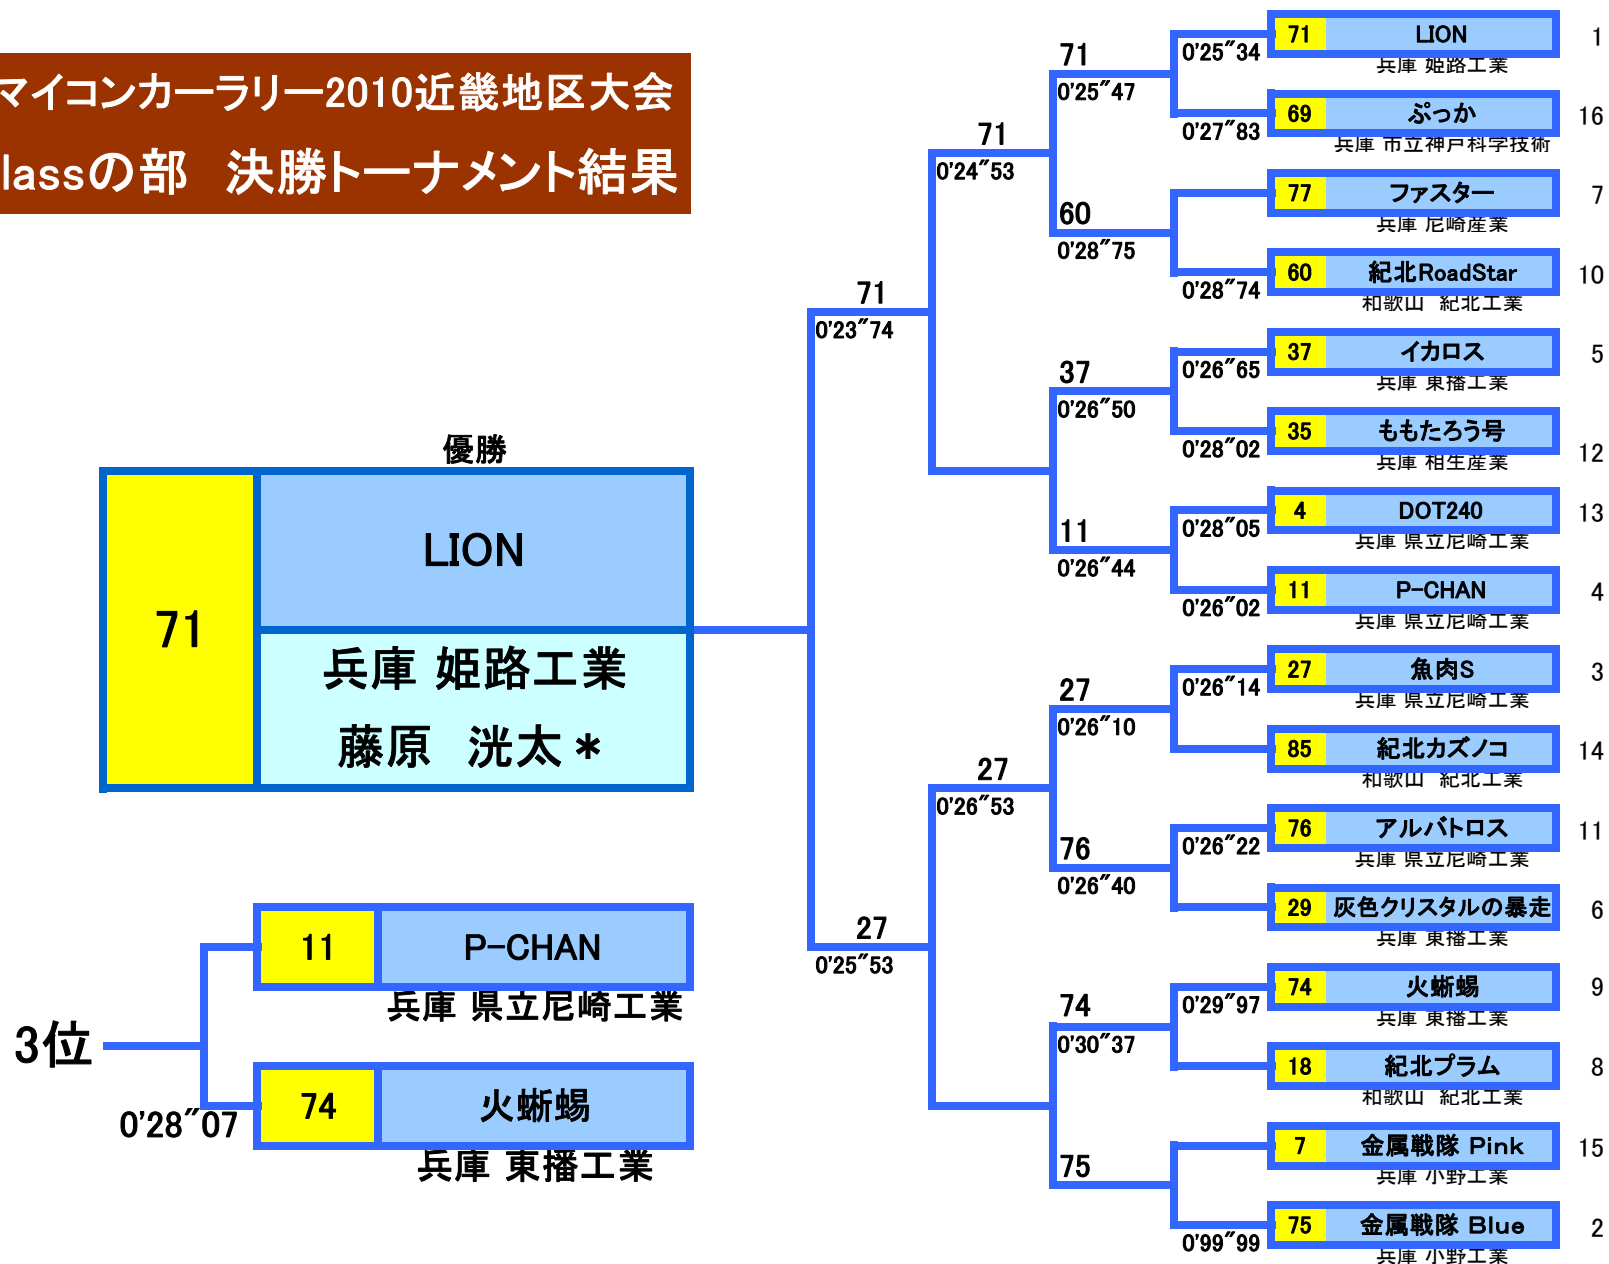 マイコンカーラリー2010近畿地区大会
lassの部　決勝トーナメント結果
優勝
71
LION
兵庫 姫路工業
藤原　洸太＊
3位
11
P-CHAN
兵庫 県立尼崎工業
74
火蜥蜴
兵庫 東播工業
0'28"07
71
0'23"74
27
0'25"53
71
0'24"53
27
0'26"53
71
0'25"47
60
0'28"75
37
0'26"50
11
0'26"44
27
0'26"10
76
0'26"40
74
0'30"37
75
0'25"34
71 LION 1
兵庫 姫路工業
0'27"83
69 ぷっか 16
兵庫 市立神戸科学技術
77 ファスター 7
兵庫 尼崎産業
0'28"74
60 紀北RoadStar 10
和歌山　紀北工業
0'26"65
37 イカロス 5
兵庫 東播工業
0'28"02
35 ももたろう号 12
兵庫 相生産業
0'28"05
4 DOT240 13
兵庫 県立尼崎工業
0'26"02
11 P-CHAN 4
兵庫 県立尼崎工業
0'26"14
27 魚肉S 3
兵庫 県立尼崎工業
85 紀北カズノコ 14
和歌山　紀北工業
0'26"22
76 アルバトロス 11
兵庫 県立尼崎工業
29 灰色クリスタルの暴走 6
兵庫 東播工業
0'29"97
74 火蜥蜴 9
兵庫 東播工業
18 紀北プラム 8
和歌山　紀北工業
7 金属戦隊 Pink 15
兵庫 小野工業
0'99"99
75 金属戦隊 Blue 2
兵庫 小野工業